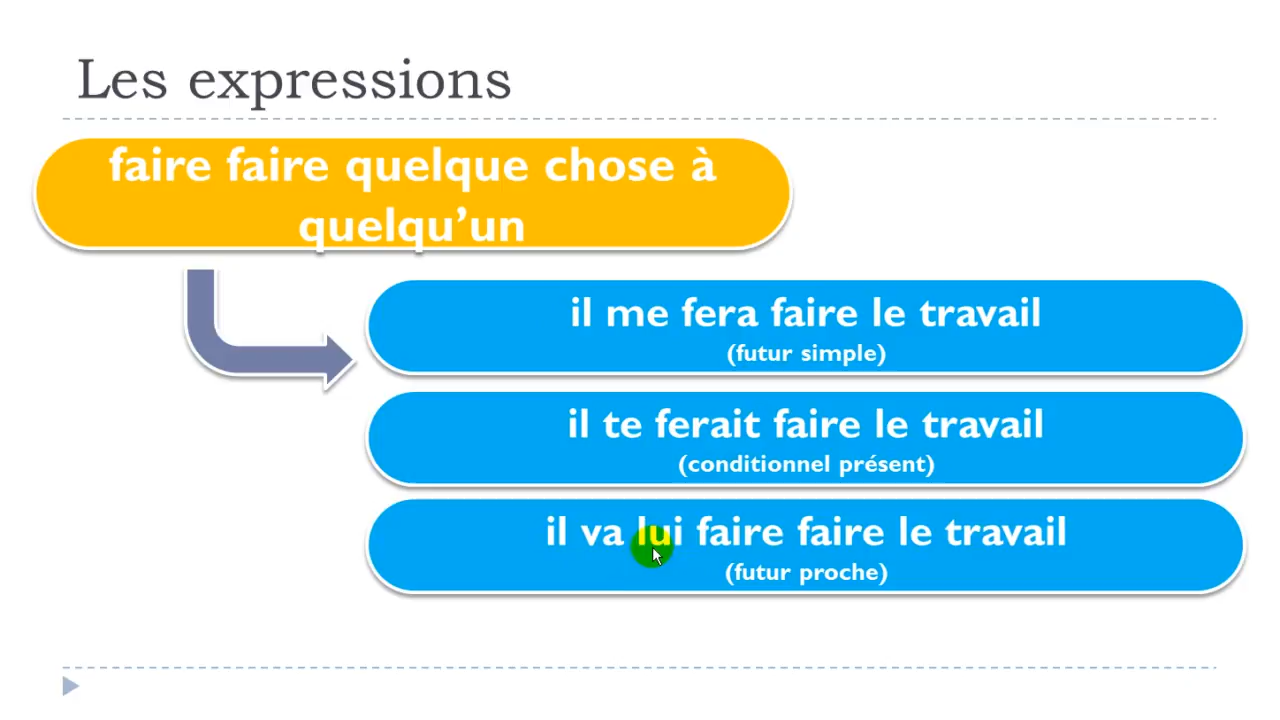 Les expressions
faire faire quelque chose à
quelqu’un
il me fera faire le travail
(futur simple)
il te ferait faire le travail
(conditionnel présent)
il va lui faire faire le travail
(futur proche)